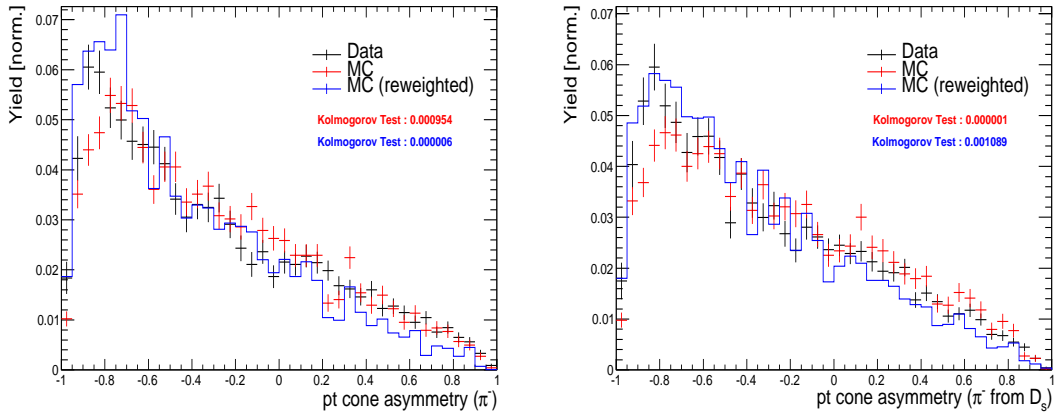 Yield [norm.]
0.07
0.06
0.05
0.04
0.03
0.02
0.01
0
-1 -0.8 -0.6 -0.4 -0.2 0 0.2 0.4 0.6 0.8 1
pt cone asymmetry (π⁻)
Data
MC
MC (reweighted)
Kolmogorov Test : 0.000954
Kolmogorov Test : 0.000006
Yield [norm.]
0.07
0.06
0.05
0.04
0.03
0.02
0.01
0
-1 -0.8 -0.6 -0.4 -0.2 0 0.2 0.4 0.6 0.8 1
pt cone asymmetry (π⁻ from Dₛ)
Data
MC
MC (reweighted)
Kolmogorov Test : 0.000001
Kolmogorov Test : 0.001089